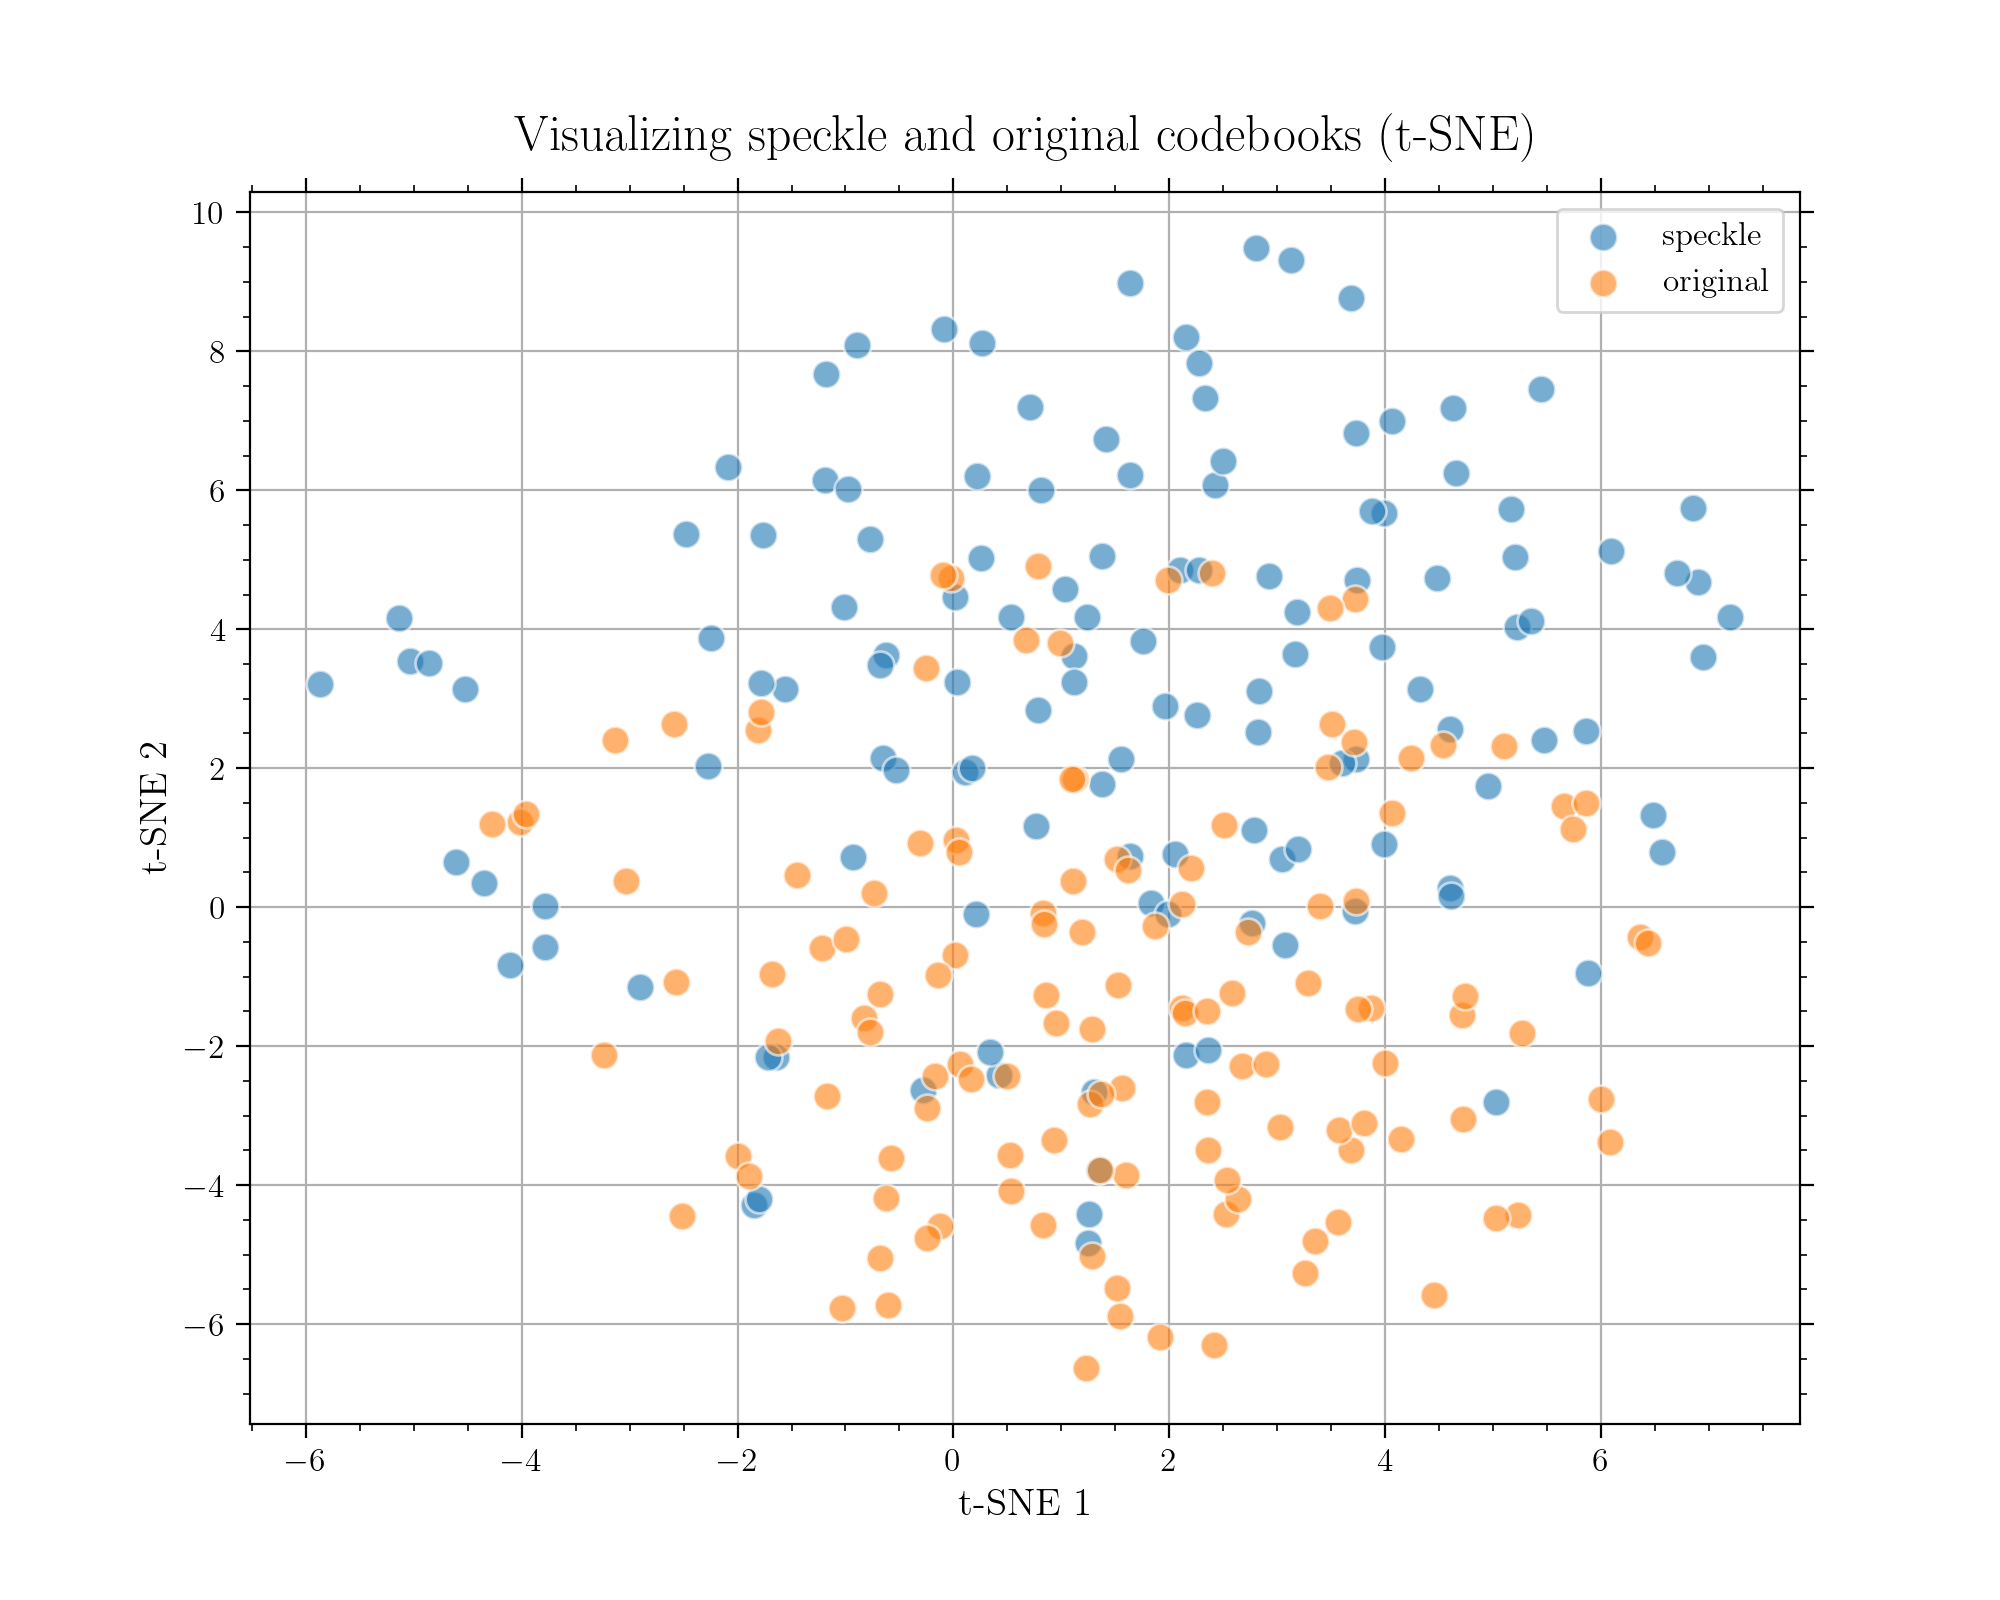 Visualizing speckle and original codebooks (t-SNE)
speckle
original
10
8
6
4
2
0
−2
−4
−6
t-SNE 2
−6 −4 −2 0 2 4 6
t-SNE 1